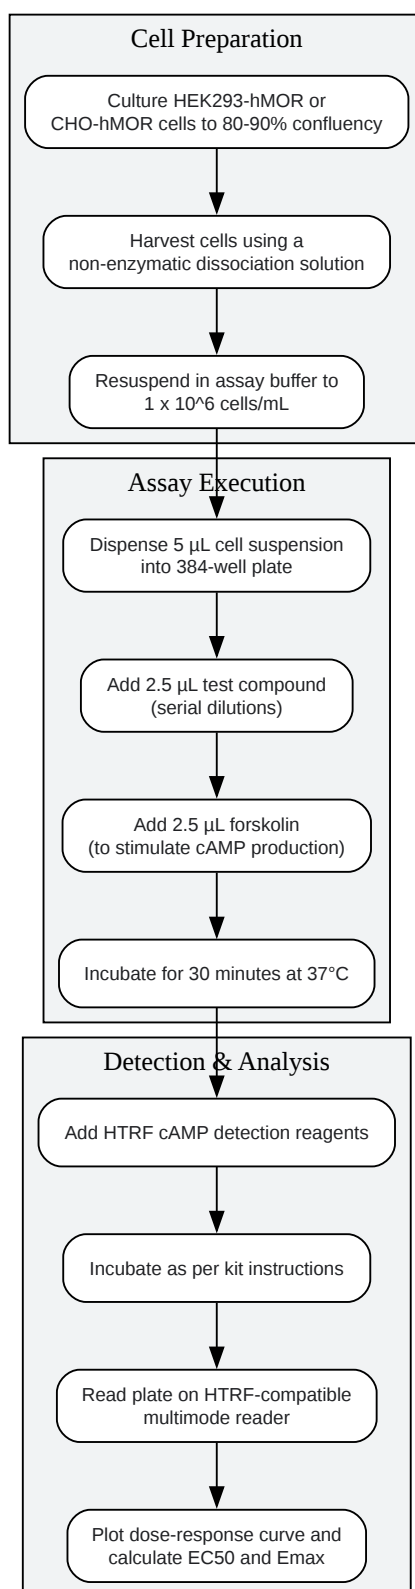 Cell Preparation
Culture HEK293-hMOR or
CHO-hMOR cells to 80-90% confluency
Harvest cells using a
non-enzymatic dissociation solution
Resuspend in assay buffer to
1 x 10^6 cells/mL
Assay Execution
Dispense 5 µL cell suspension
into 384-well plate
Add 2.5 µL test compound
(serial dilutions)
Add 2.5 µL forskolin
(to stimulate cAMP production)
Incubate for 30 minutes at 37°C
Detection & Analysis
Add HTRF cAMP detection reagents
Incubate as per kit instructions
Read plate on HTRF-compatible
multimode reader
Plot dose-response curve and
calculate EC50 and Emax